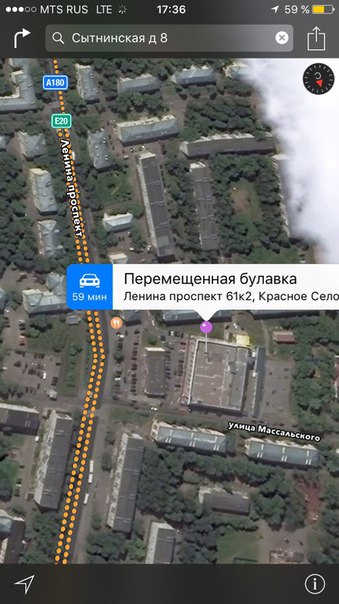 MTS RUS LTE 17:36 59 %
Сытнинская д 8
A180
E20
Ленина проспект
Перемещенная булавка
59 мин
Ленина проспект 61к2, Красное Село
улица Массальского